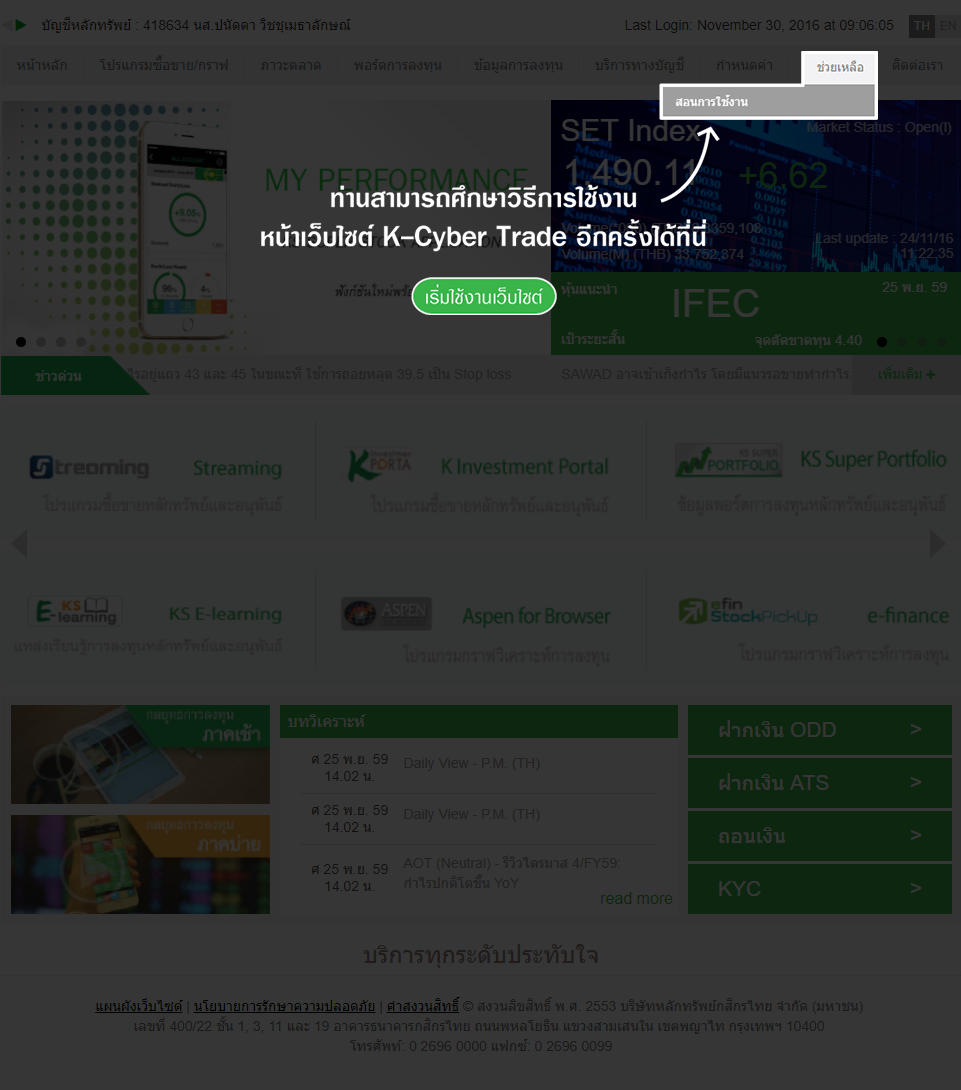 บัญชีหลักทรัพย์ : 418634 นส.ปนัดดา วิชชุเมธาลักษณ์
Last Login: November 30, 2016 at 09:06:05 TH EN
หน้าหลัก โปรแกรมซื้อขาย/กราฟ ภาวะตลาด พอร์ตการลงทุน ข้อมูลการลงทุน บริการทางบัญชี กำหนดค่า ช่วยเหลือ ติดต่อเรา
สอนการใช้งาน
SET Index
Market Status : Open(I)
1,490.11 +6.62
MY PERFORMANCE
ท่านสามารถศึกษาวิธีการใช้งาน
หน้าเว็บไซต์ K-Cyber Trade อีกครั้งได้ที่นี่
Last update : 24/11/16
11:22:35
Volume(M) (THB) 33,752,374
เริ่มใช้งานเว็บไซต์
หุ้นแนะนำ
IFEC
25 พ.ย. 59
เป้าระยะสั้น
จุดตัดขาดทุน 4.40
ข่าวด่วน
43 และ 45 ในขณะที่ ใช้การถอยหลุด 39.5 เป็น Stop loss
SAWAD อาจเข้าเก็งกำไร โดยมีแนวรอขายทำกำไร
เพิ่มเติม +
Streaming Streaming
โปรแกรมซื้อขายหลักทรัพย์และอนุพันธ์
K Investment Portal
โปรแกรมซื้อขายหลักทรัพย์และอนุพันธ์
KS SUPER
PORTFOLIO
KS Super Portfolio
ข้อมูลพอร์ตการลงทุนหลักทรัพย์และอนุพันธ์
KS
E-learning
KS E-learning
แหล่งเรียนรู้การลงทุนหลักทรัพย์และอนุพันธ์
ASPEN
Aspen for Browser
โปรแกรมกราฟวิเคราะห์การลงทุน
efin
StockPickUp
e-finance
โปรแกรมกราฟวิเคราะห์การลงทุน
กลยุทธ์การลงทุน
ภาคเช้า
กลยุทธ์การลงทุน
ภาคบ่าย
บทวิเคราะห์
ศ 25 พ.ย. 59
14.02 น.
Daily View - P.M. (TH)
ศ 25 พ.ย. 59
14.02 น.
Daily View - P.M. (TH)
ศ 25 พ.ย. 59
14.02 น.
AOT (Neutral) - รีวิวไตรมาส 4/FY59:
กำไรปกติโตขึ้น YoY
read more
ฝากเงิน ODD >
ฝากเงิน ATS >
ถอนเงิน >
KYC >
บริการทุกระดับประทับใจ
แผนผังเว็บไซต์ | นโยบายการรักษาความปลอดภัย | ศาสงวนสิทธิ์ © สงวนลิขสิทธิ์ พ.ศ. 2553 บริษัทหลักทรัพย์กสิกรไทย จำกัด (มหาชน)
เลขที่ 400/22 ชั้น 1, 3, 11 และ 19 อาคารธนาคารกสิกรไทย ถนนพหลโยธิน แขวงสามเสนใน เขตพญาไท กรุงเทพฯ 10400
โทรศัพท์: 0 2696 0000 แฟกซ์: 0 2696 0099